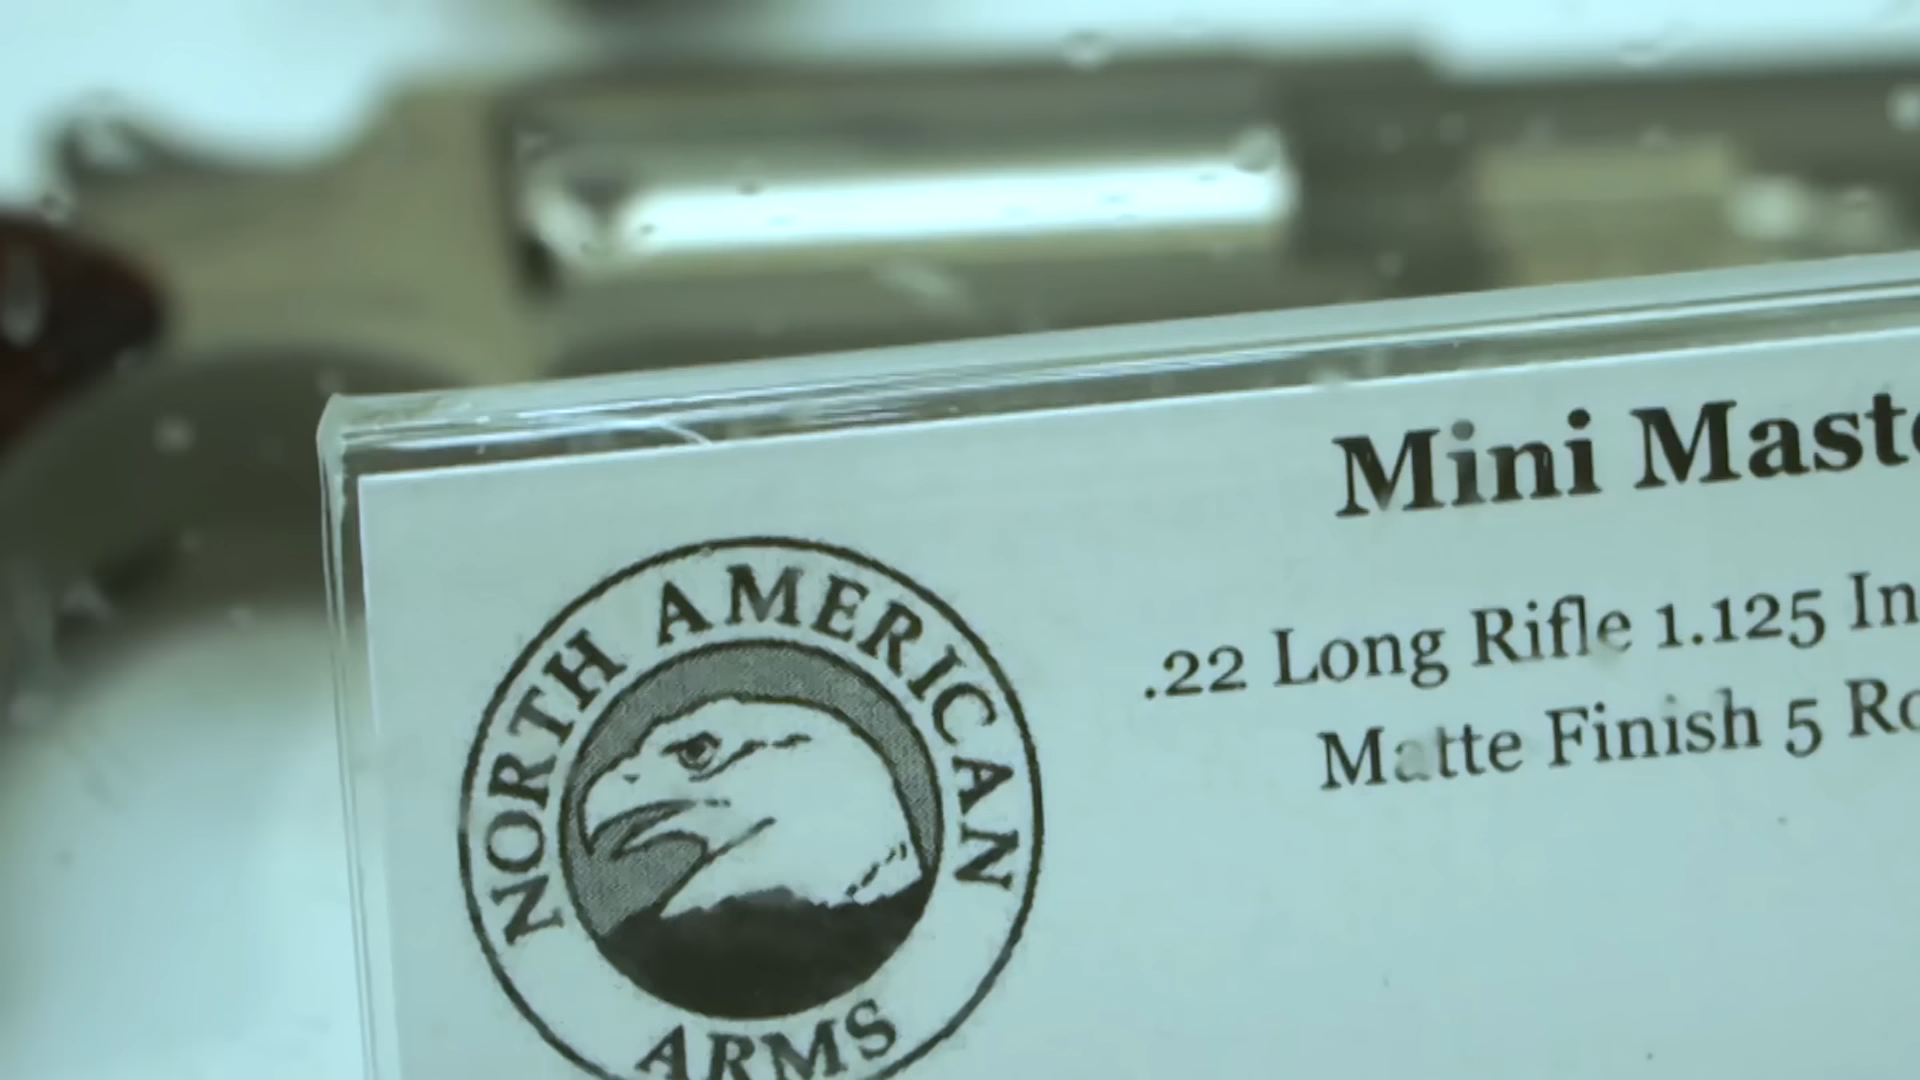 Mini Mast
.22 Long Rifle 1.125 In
Matte Finish 5 Ro
NORTH AMERICAN
ARMS